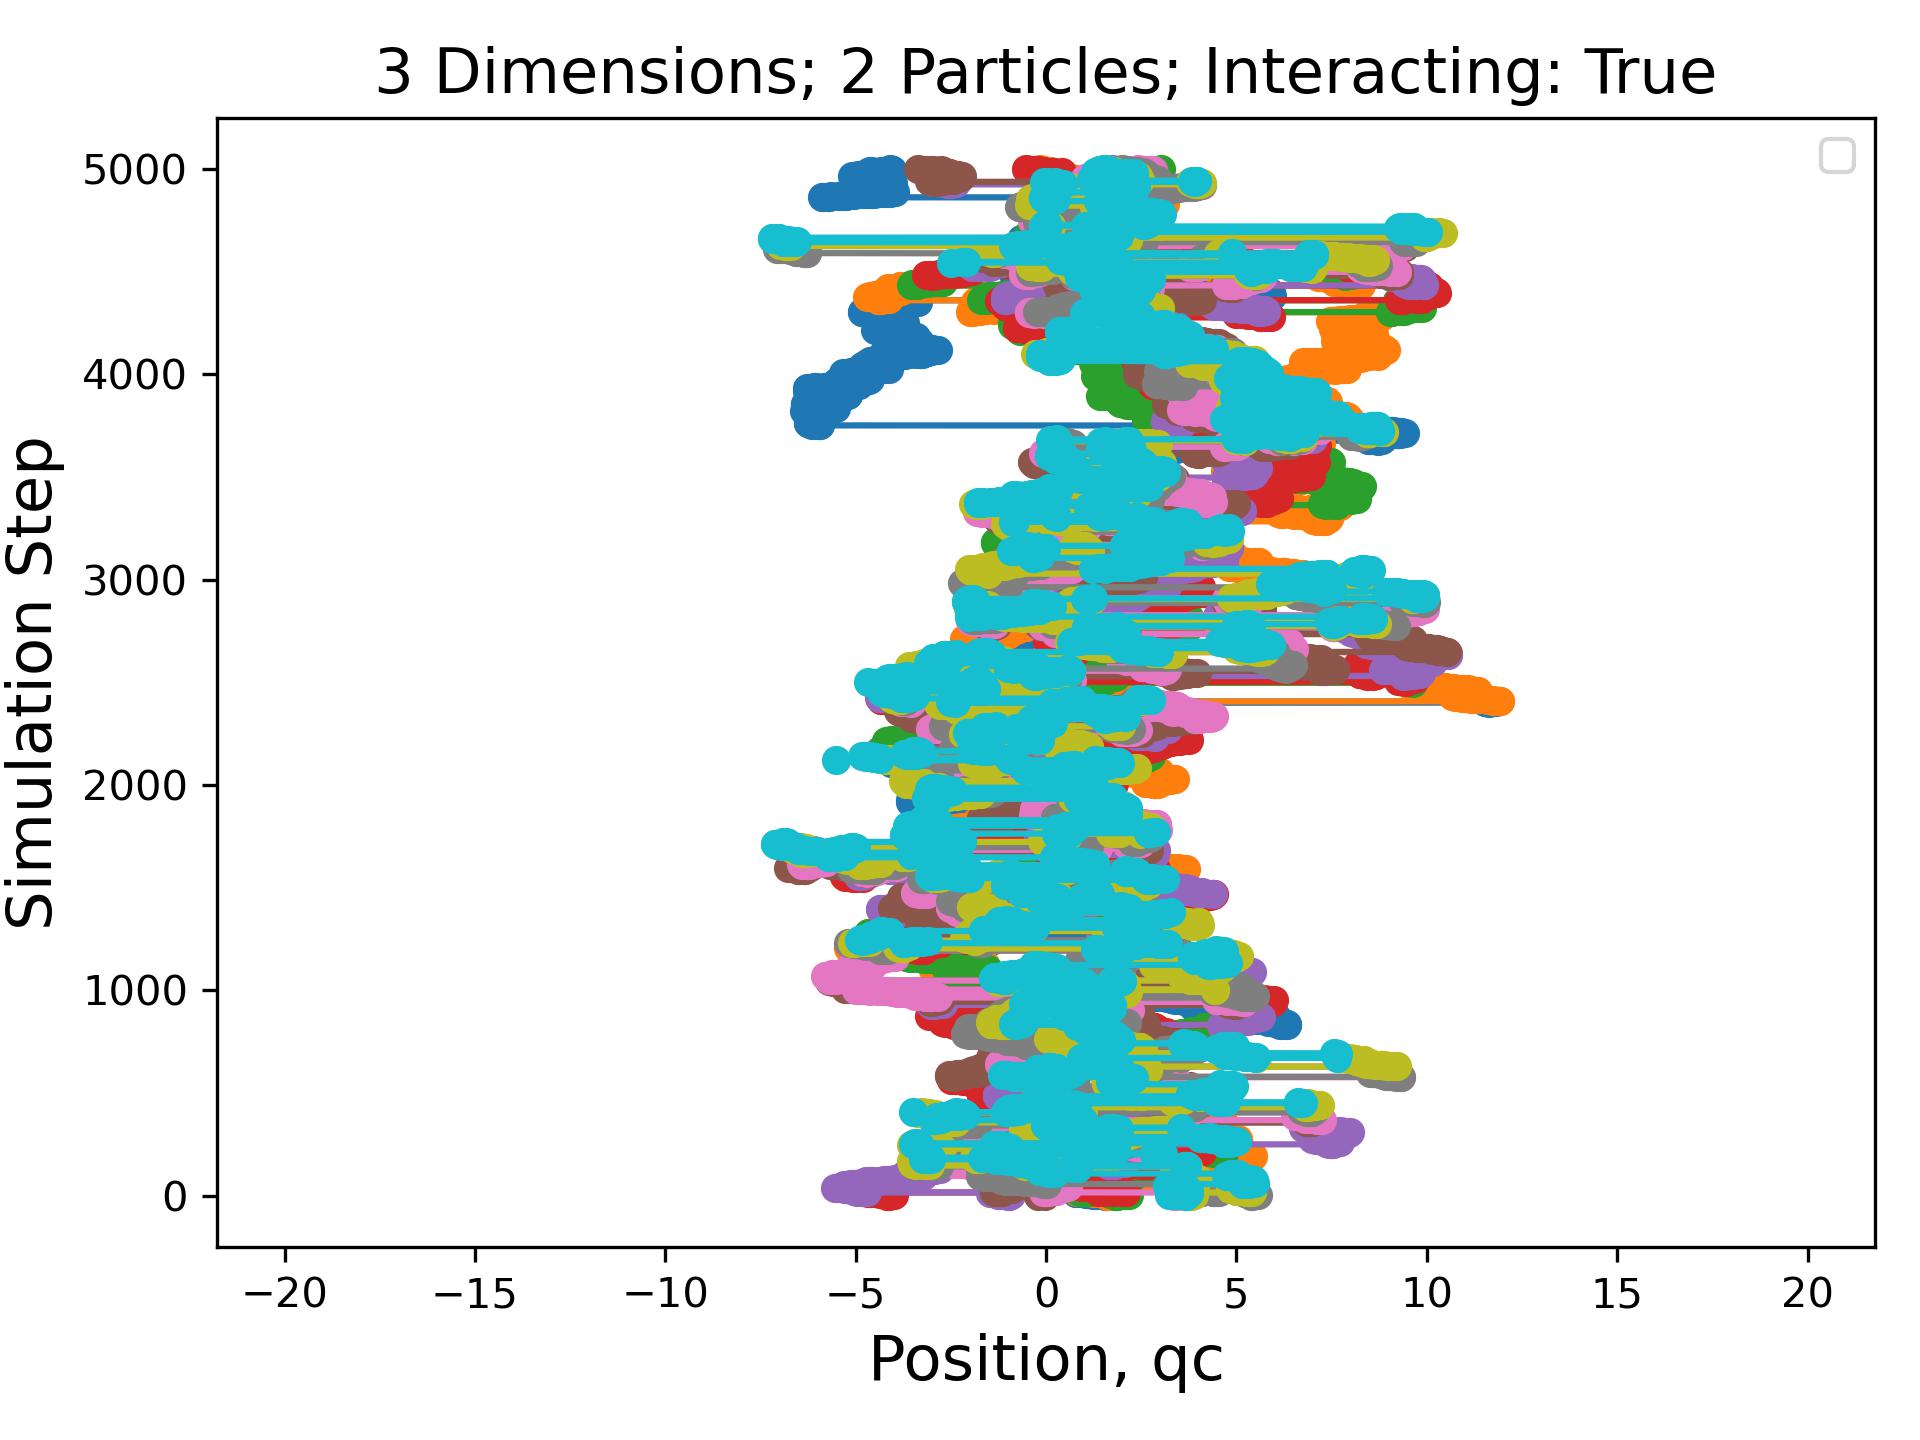 3 Dimensions; 2 Particles; Interacting: True
Simulation Step
5000
4000
3000
2000
1000
0
−20 −15 −10 −5 0 5 10 15 20
Position, qc